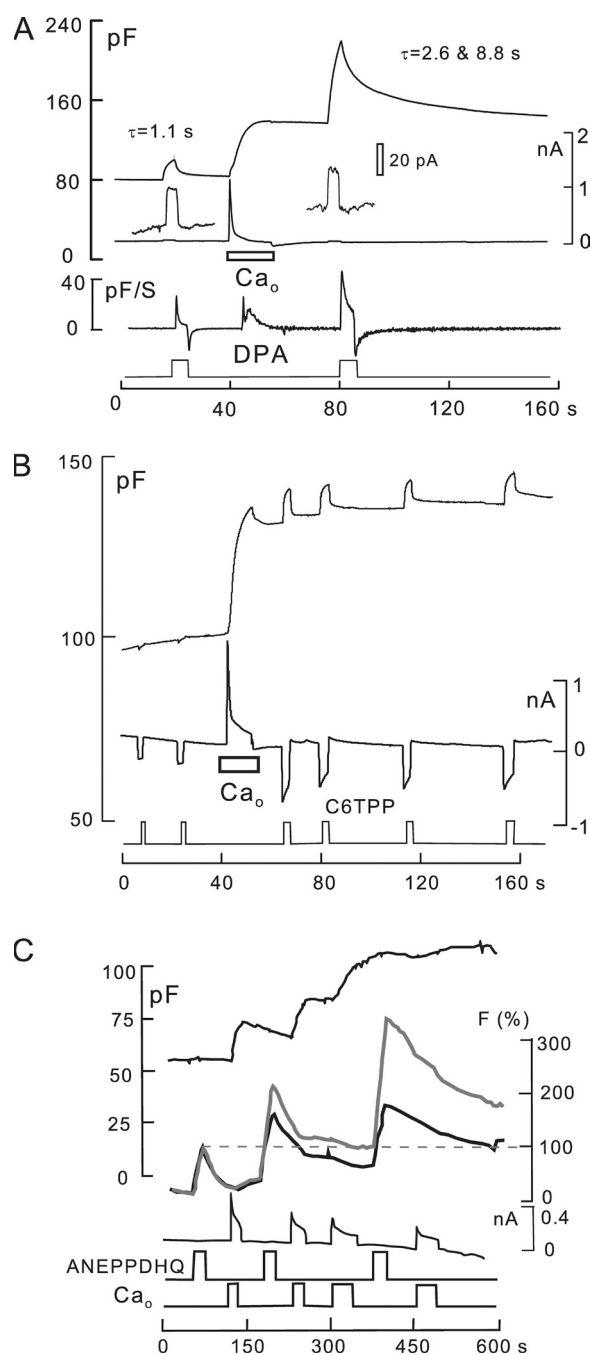 A
240
pF
τ=2.6 & 8.8 s
160
τ=1.1 s
nA
2
20 pA
80
1
0
0
Ca₀
40
pF/S
0
DPA
0 40 80 120 160 s
B
150
pF
100
nA
1
0
Ca₀
C6TPP
50
-1
0 40 80 120 160 s
C
100
pF
F (%)
75
300
50
200
25
100
0
0
nA
0.4
0
ANEPPDHQ
Ca₀
0 150 300 450 600 s